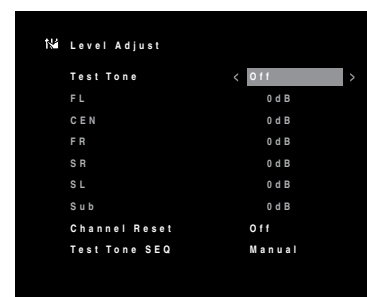 Level Adjust
Test Tone < Off >
FL 0dB
CEN 0dB
FR 0dB
SR 0dB
SL 0dB
Sub 0dB
Channel Reset Off
Test Tone SEQ Manual